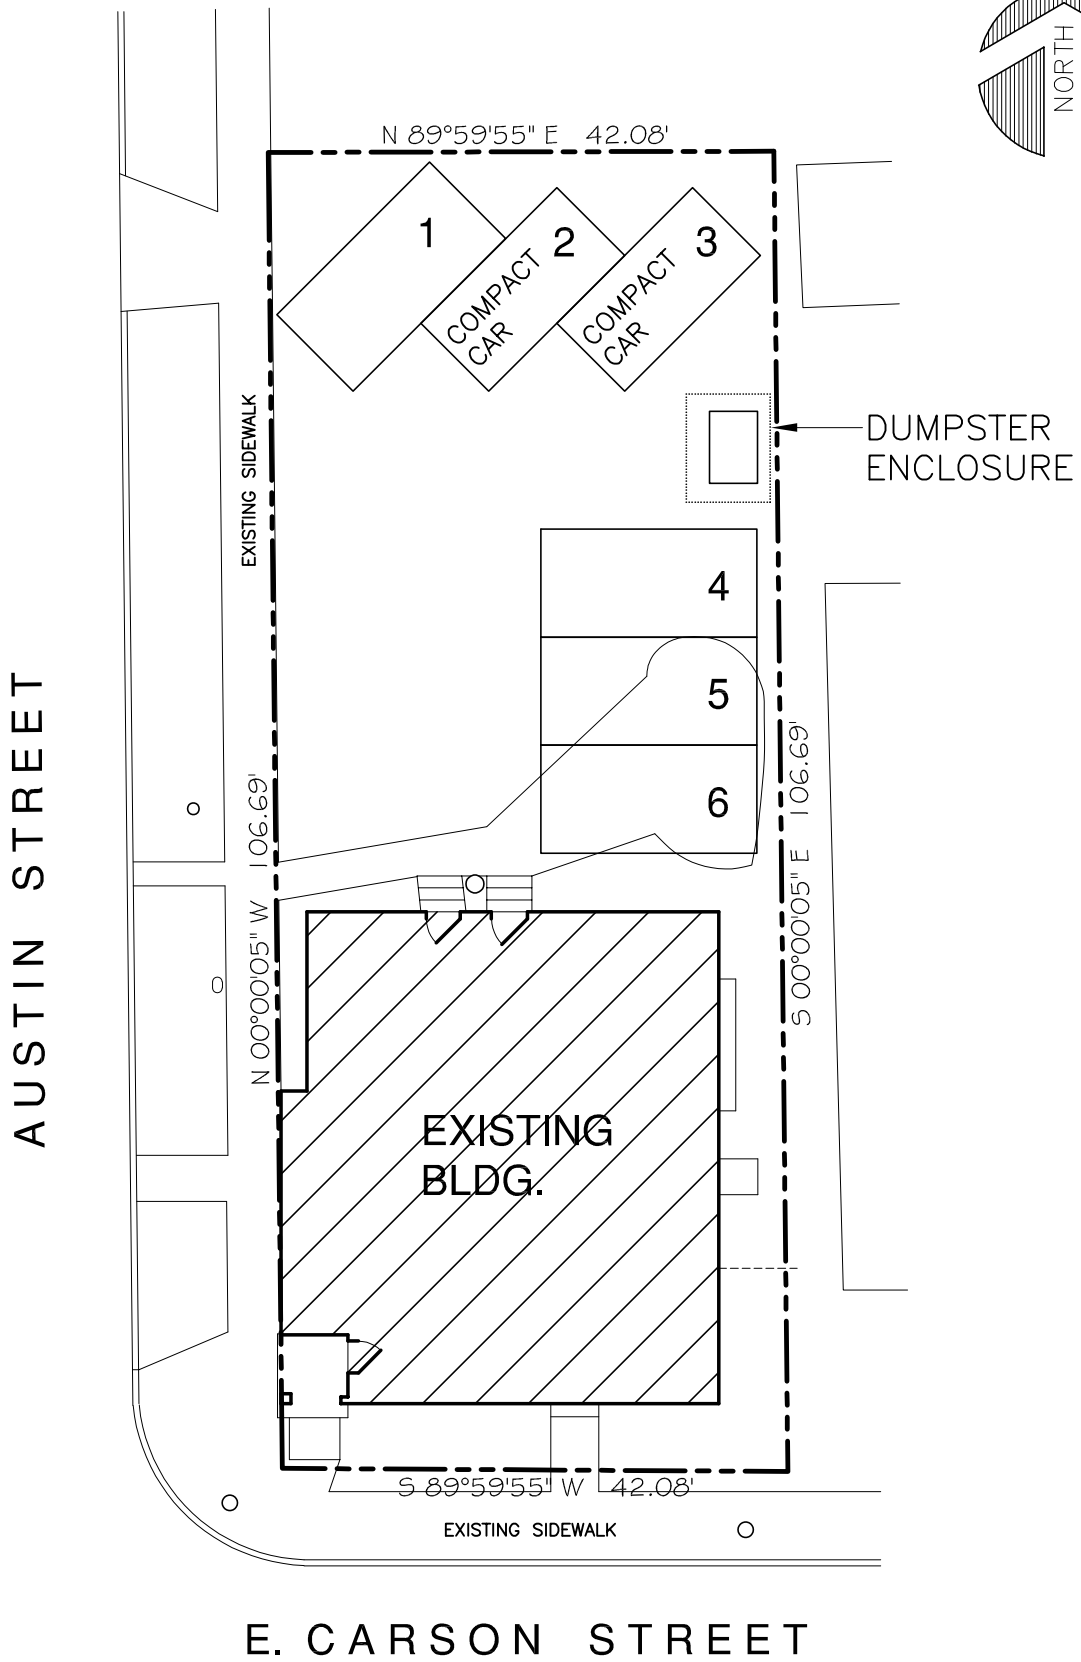 NORTH
N 89°59'55" E 42.08'
1
2
3
COMPACT
CAR
COMPACT
CAR
EXISTING SIDEWALK
DUMPSTER
ENCLOSURE
4
5
6
AUSTIN STREET
N 00°00'05" W 106.69'
S 00°00'05" E 106.69'
EXISTING
BLDG.
S 89°59'55" W 42.08'
EXISTING SIDEWALK
E. CARSON STREET